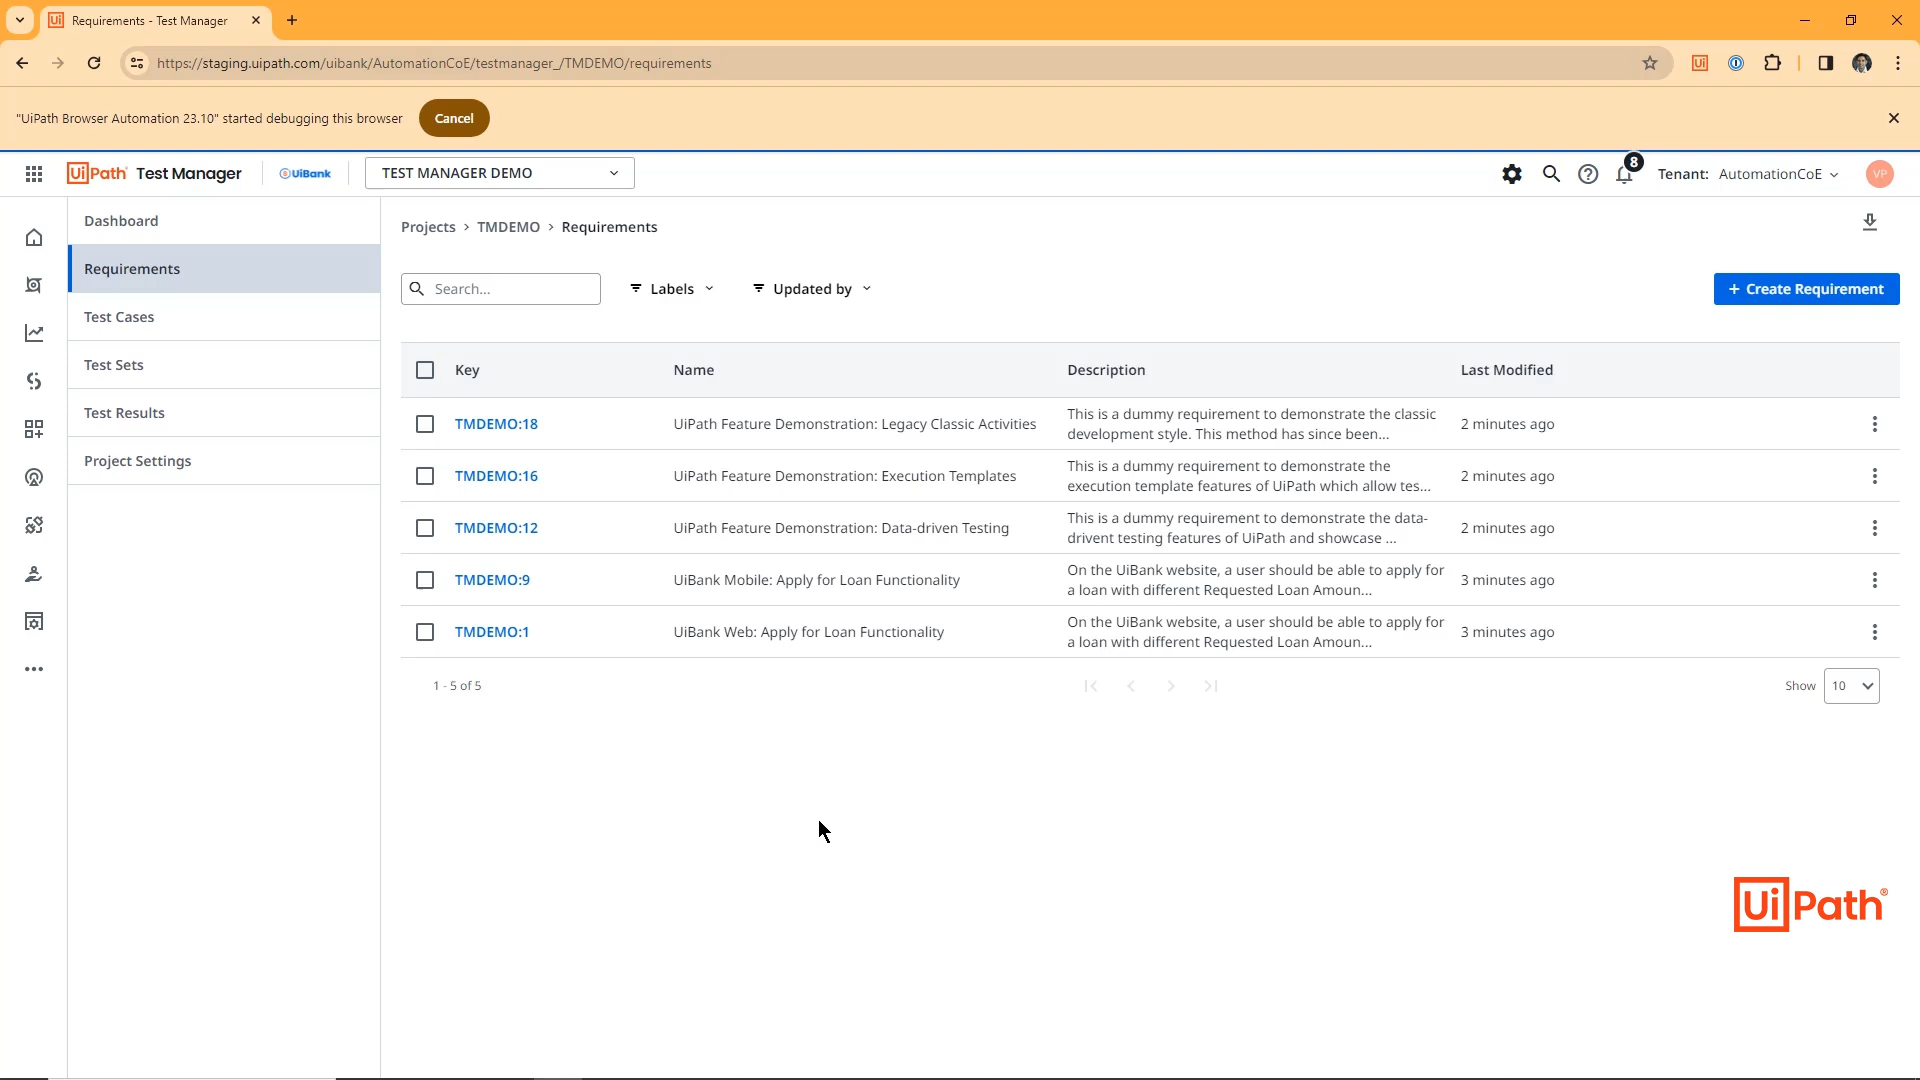 Requirements - Test Manager
https://staging.uipath.com/uibank/AutomationCoE/testmanager_/TMDEMO/requirements
"UiPath Browser Automation 23.10" started debugging this browser
Cancel
UiPath Test Manager
UiBank
TEST MANAGER DEMO
8
Tenant: AutomationCoE
VP
Dashboard
Requirements
Test Cases
Test Sets
Test Results
Project Settings
Projects > TMDEMO > Requirements
Search...
Labels
Updated by
+ Create Requirement
Key Name Description Last Modified
TMDEMO:18 UiPath Feature Demonstration: Legacy Classic Activities This is a dummy requirement to demonstrate the classic 2 minutes ago
development style. This method has since been...
TMDEMO:16 UiPath Feature Demonstration: Execution Templates This is a dummy requirement to demonstrate the 2 minutes ago
execution template features of UiPath which allow tes...
TMDEMO:12 UiPath Feature Demonstration: Data-driven Testing This is a dummy requirement to demonstrate the data- 2 minutes ago
drivent testing features of UiPath and showcase ...
TMDEMO:9 UiBank Mobile: Apply for Loan Functionality On the UiBank website, a user should be able to apply for 3 minutes ago
a loan with different Requested Loan Amoun...
TMDEMO:1 UiBank Web: Apply for Loan Functionality On the UiBank website, a user should be able to apply for 3 minutes ago
a loan with different Requested Loan Amoun...
1 - 5 of 5
Show 10
UiPath®